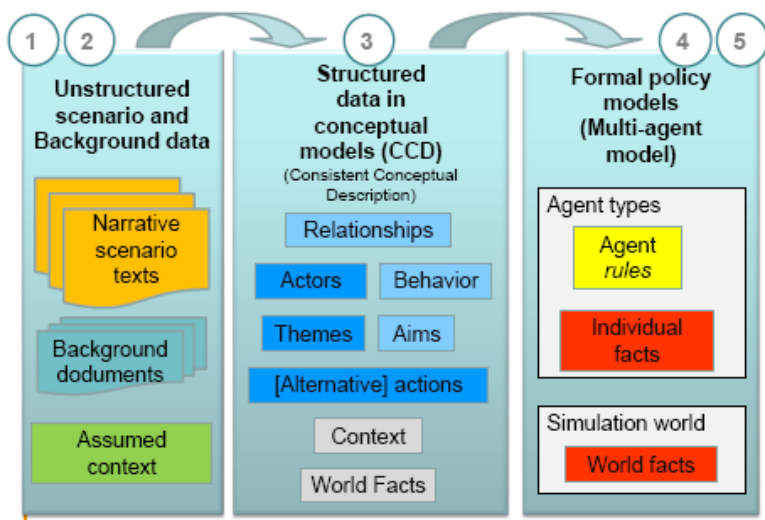 1
2
3
4
5
Unstructured
scenario and
Background data
Narrative
scenario
texts
Background
doduments
Assumed
context
Structured
data in
conceptual
models (CCD)
(Consistent Conceptual
Description)
Relationships
Actors
Behavior
Themes
Aims
[Alternative] actions
Context
World Facts
Formal policy
models
(Multi-agent
model)
Agent types
Agent
rules
Individual
facts
Simulation world
World facts